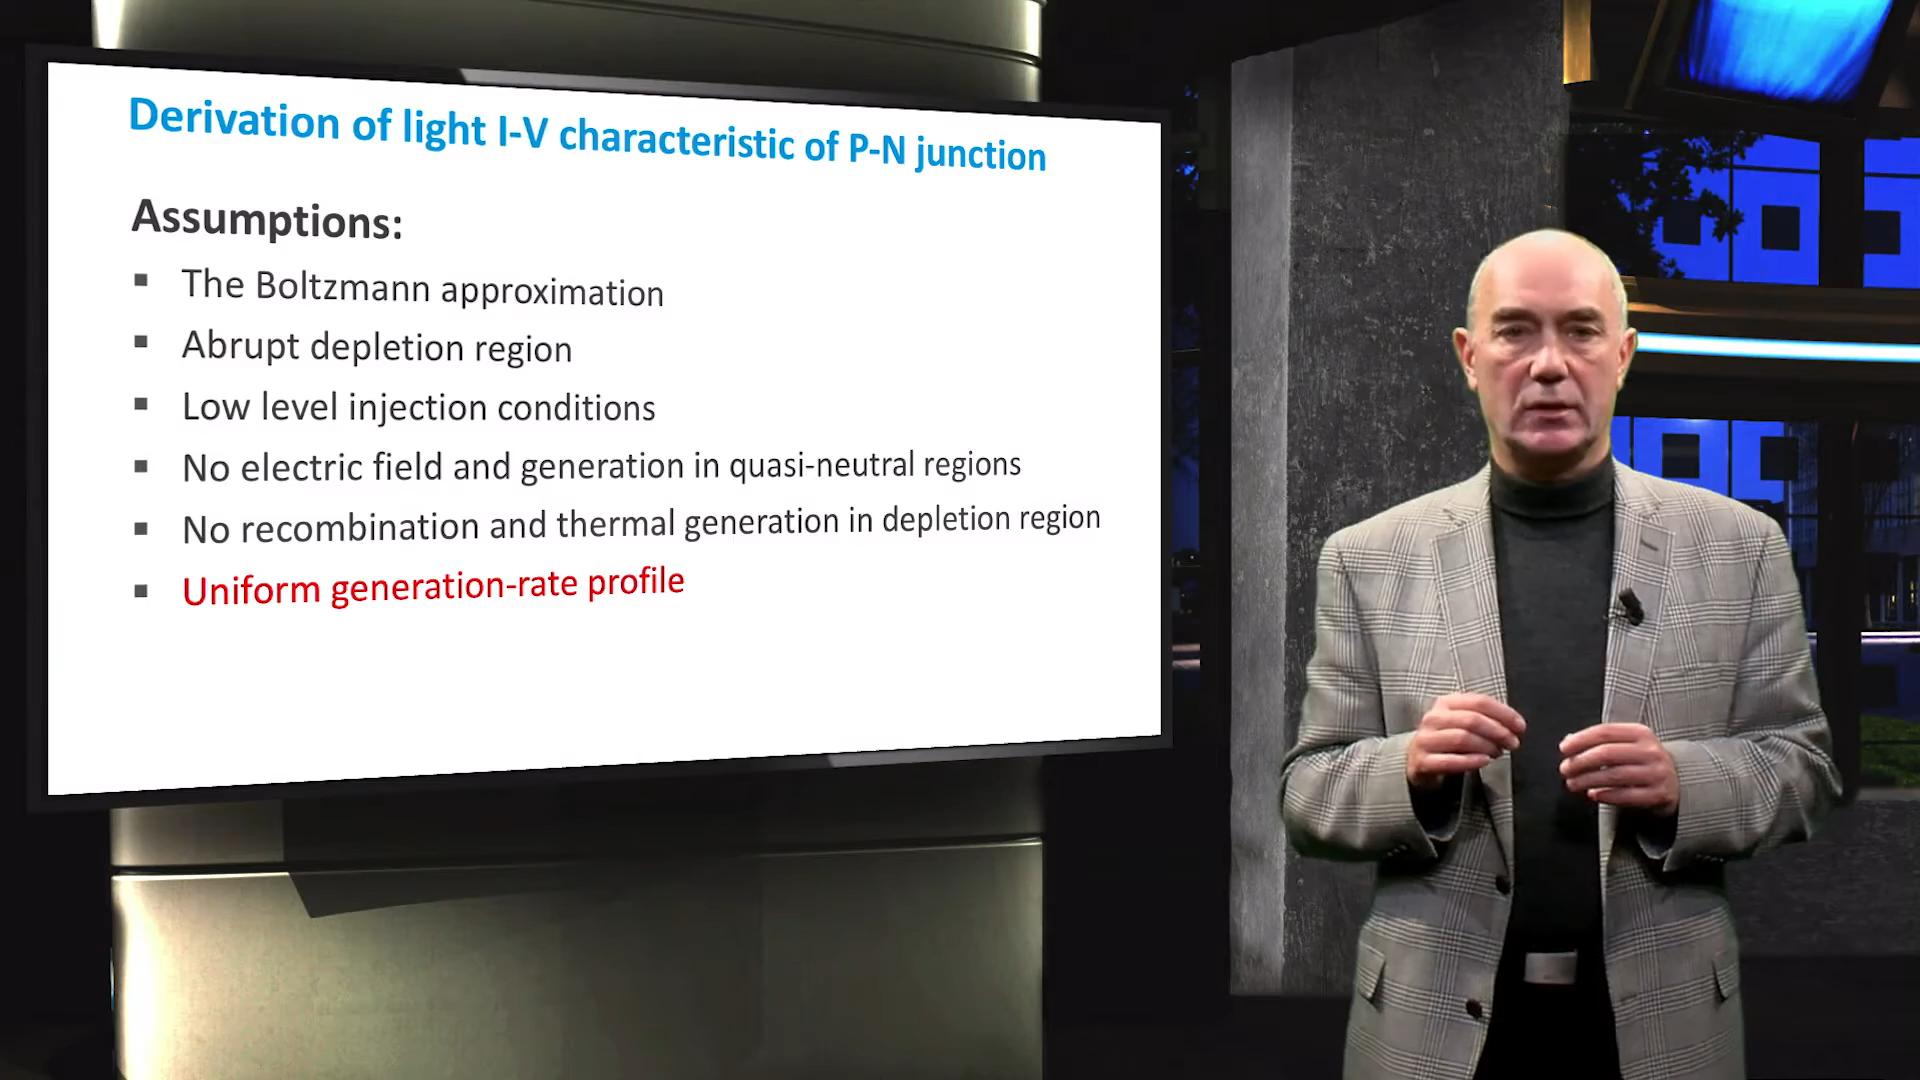 Derivation of light I-V characteristic of P-N junction
Assumptions:
▪ The Boltzmann approximation
▪ Abrupt depletion region
▪ Low level injection conditions
▪ No electric field and generation in quasi-neutral regions
▪ No recombination and thermal generation in depletion region
▪ Uniform generation-rate profile